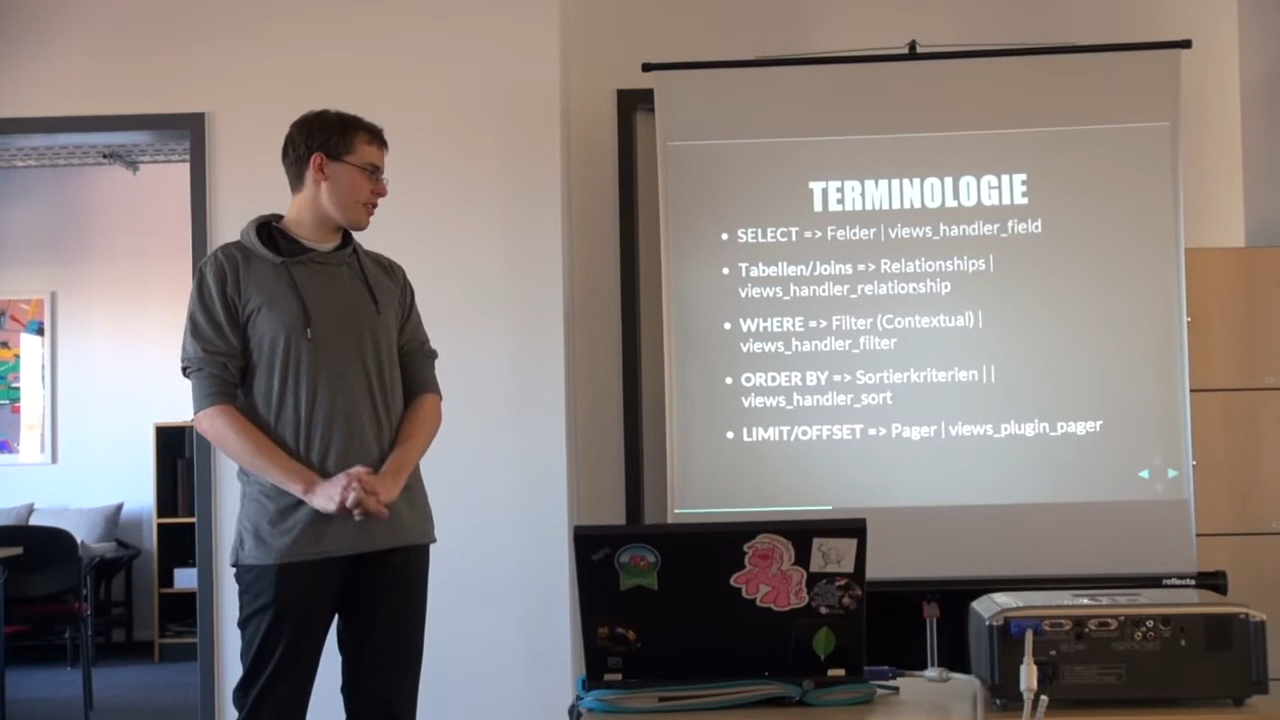 TERMINOLOGIE
• SELECT => Felder | views_handler_field
• Tabellen/Joins => Relationships |
views_handler_relationship
• WHERE => Filter (Contextual) |
views_handler_filter
• ORDER BY => Sortierkriterien | |
views_handler_sort
• LIMIT/OFFSET => Pager | views_plugin_pager
reflecta